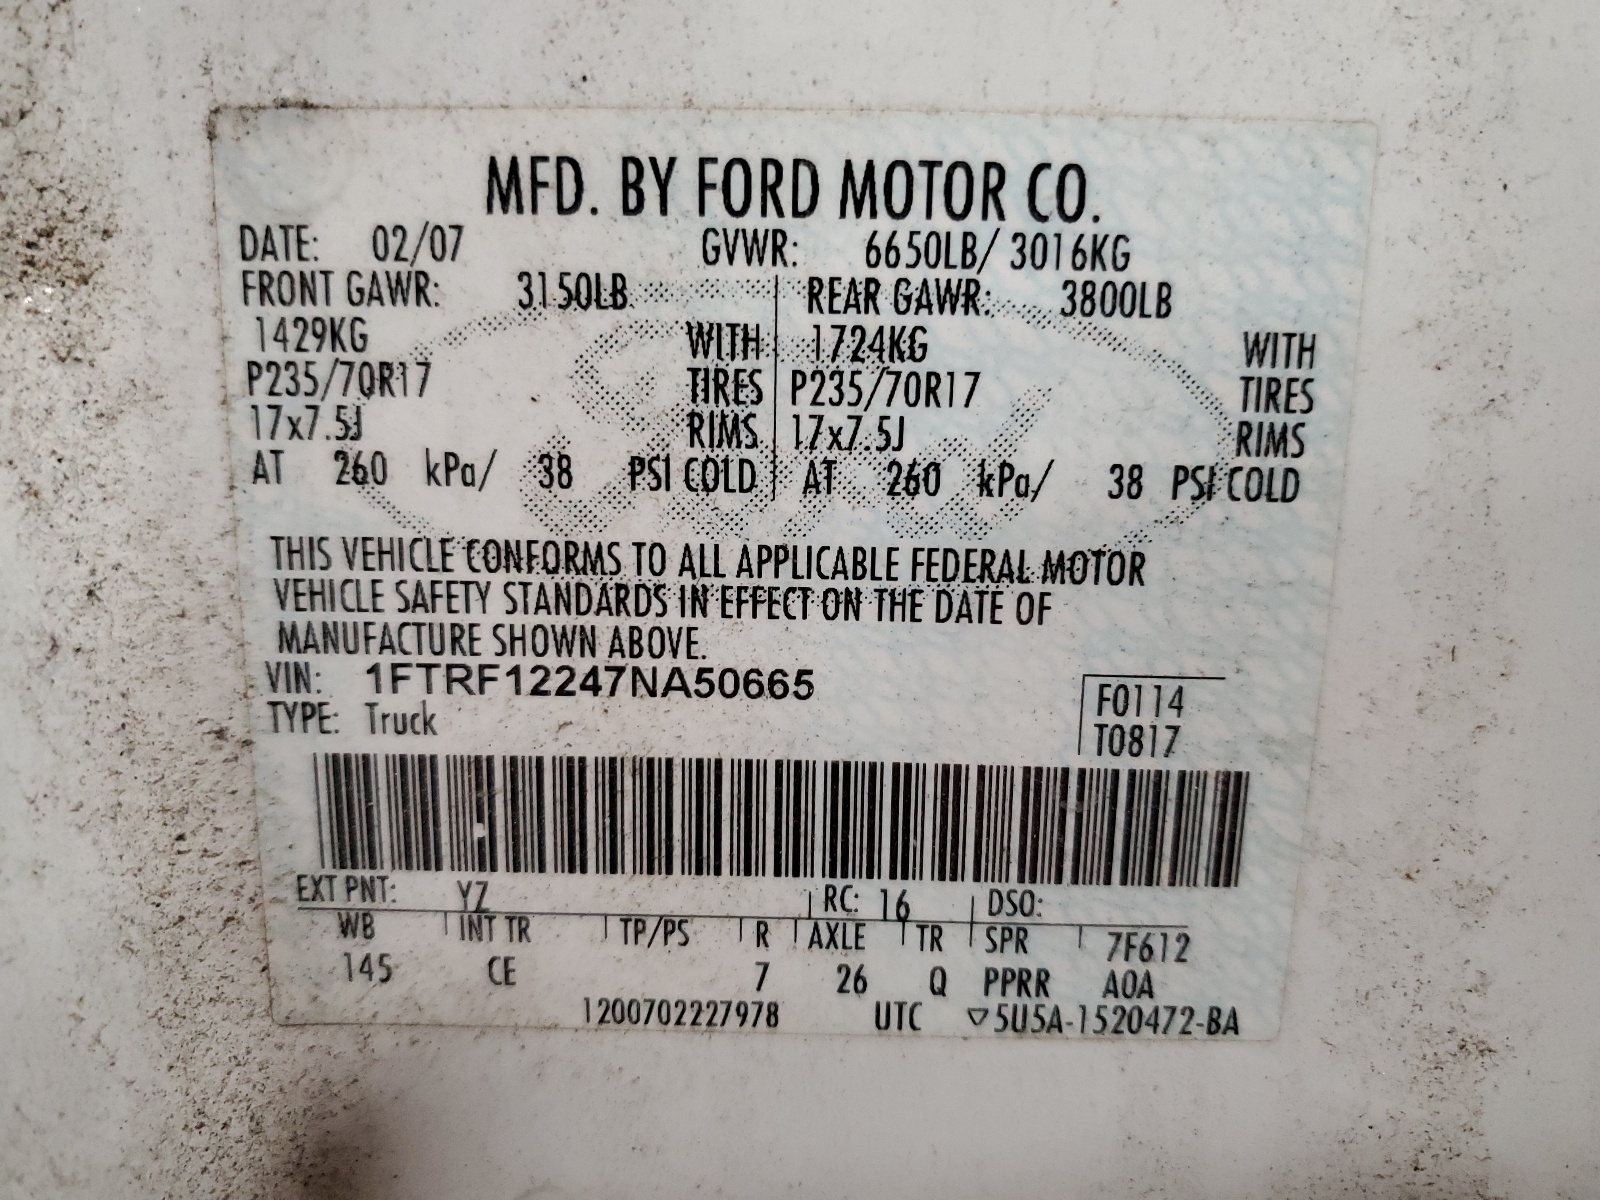 MFD. BY FORD MOTOR CO.
DATE: 02/07 GVWR: 6650LB/ 3016KG
FRONT GAWR: 3150LB REAR GAWR: 3800LB
1429KG WITH 1724KG WITH
P235/70R17 TIRES P235/70R17 TIRES
17x7.5J RIMS 17x7.5J RIMS
AT 260 kPa/ 38 PSI COLD AT 260 kPa/ 38 PSI COLD
THIS VEHICLE CONFORMS TO ALL APPLICABLE FEDERAL MOTOR
VEHICLE SAFETY STANDARDS IN EFFECT ON THE DATE OF
MANUFACTURE SHOWN ABOVE.
VIN: 1FTRF12247NA50665
TYPE: Truck
F0114
T0817
EXT PNT: YZ RC: 16 DSO:
WB INT TR TP/PS R AXLE TR SPR 7F612
145 CE 7 26 Q PPRR A0A
1200702227978 UTC ▽5U5A-1520472-BA